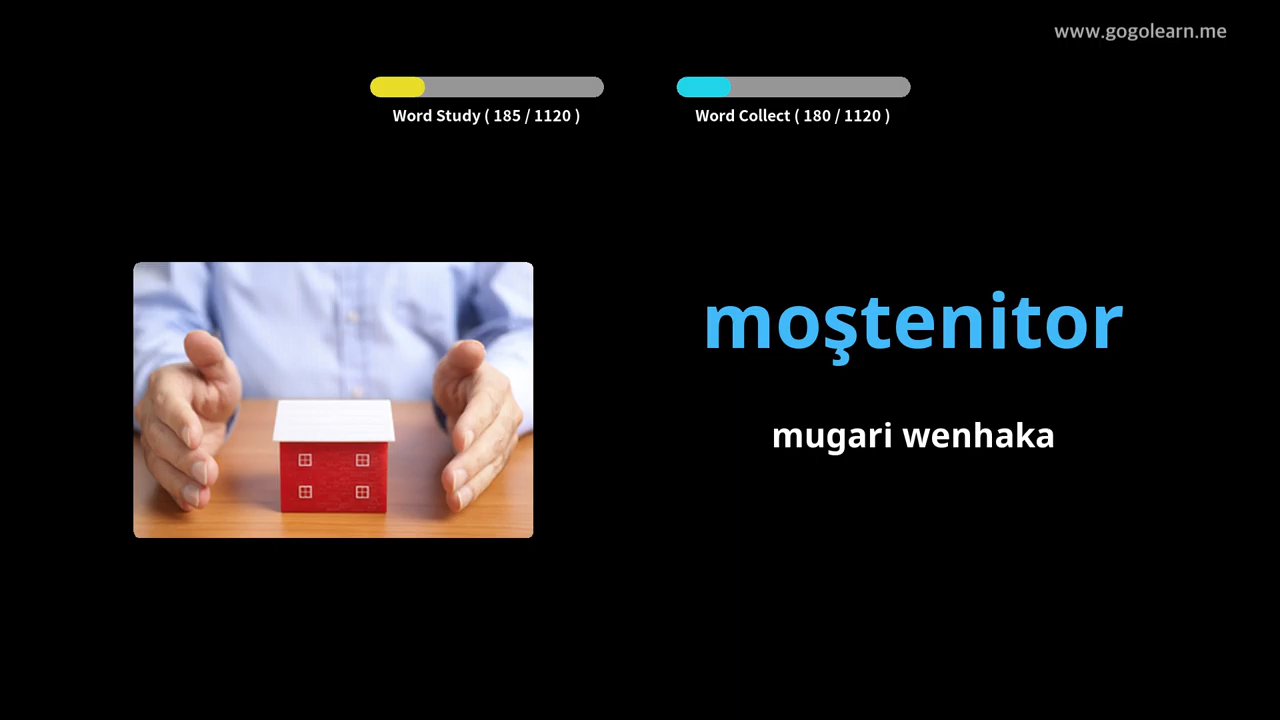 www.gogolearn.me
Word Study ( 185 / 1120 )
Word Collect ( 180 / 1120 )
moştenitor
mugari wenhaka